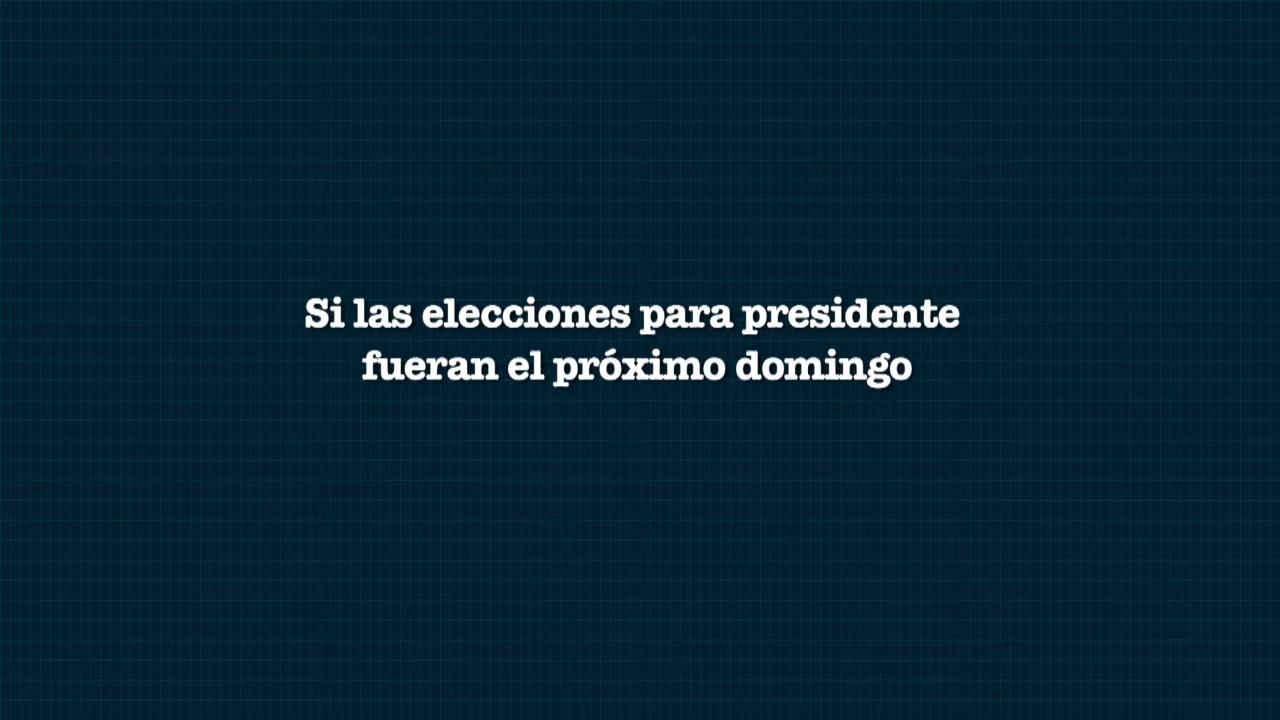 Si las elecciones para presidente
fueran el próximo domingo